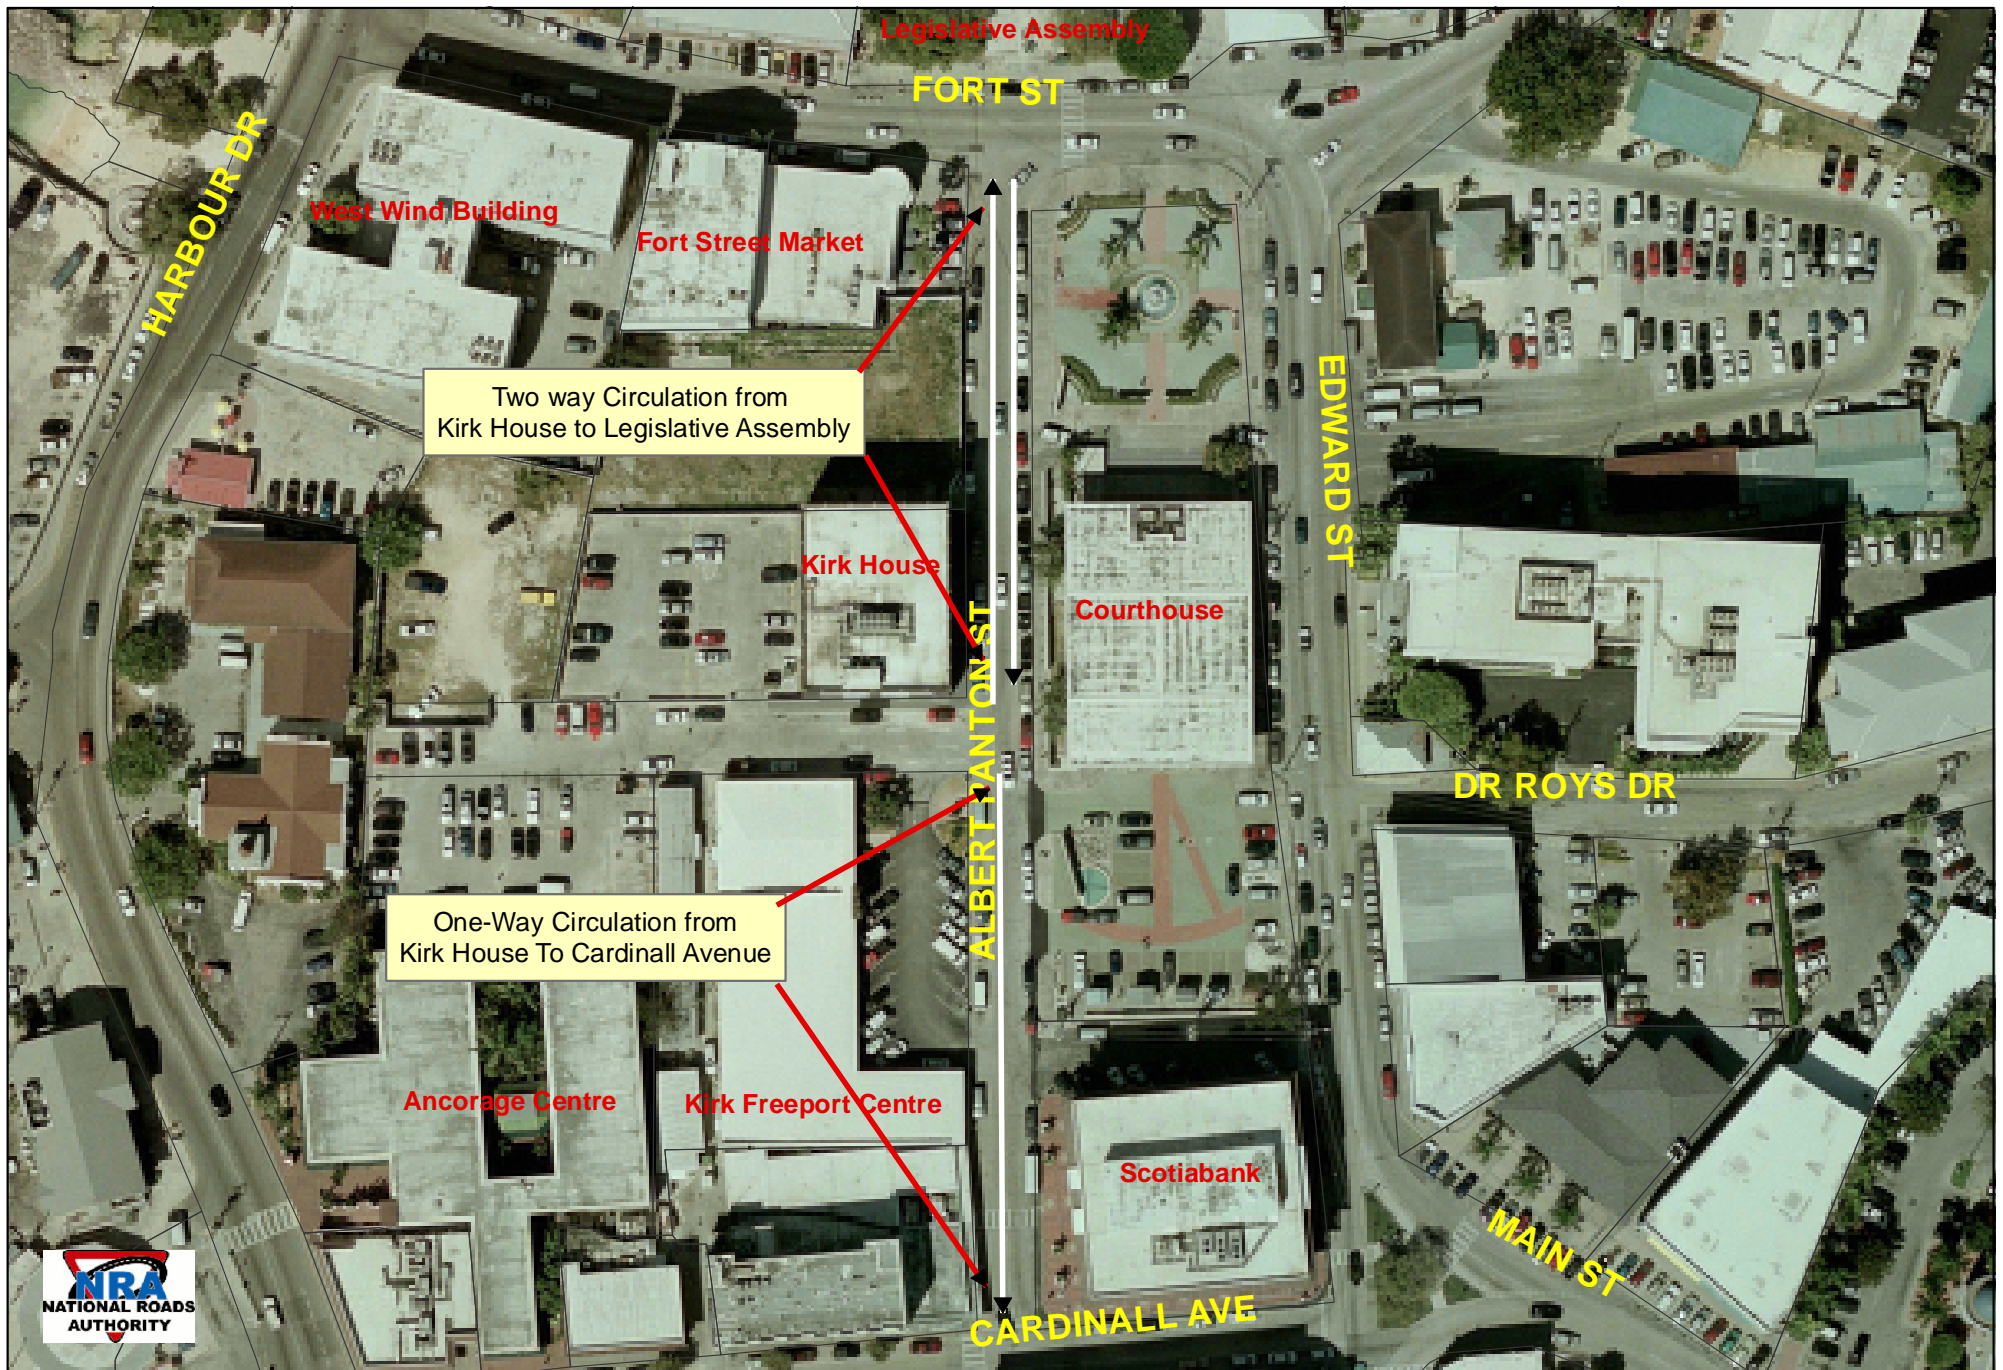 Legislative Assembly
FORT ST
HARBOUR DR
West Wind Building
Fort Street Market
Two way Circulation from
Kirk House to Legislative Assembly
EDWARD ST
Kirk House
Courthouse
ALBERT PANTON ST
DR ROYS DR
One-Way Circulation from
Kirk House To Cardinall Avenue
Ancorage Centre
Kirk Freeport Centre
Scotiabank
MAIN ST
CARDINALL AVE
NRA
NATIONAL ROADS
AUTHORITY